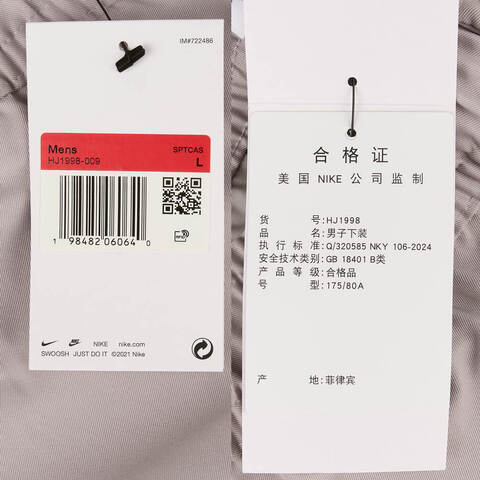 IM#722486
Mens SPTCAS
HJ1998-009 L
1 98482 06064 0
NIKE Nike.com
SWOOSH JUST DO IT ©2021 Nike
合格证
美国 NIKE 公司监制
货号:HJ1998
品名:男子下装
执行标准:Q/320585 NKY 106-2024
安全技术类别:GB 18401 B类
产品等级:合格品
号型:175/80A
产地:菲律宾